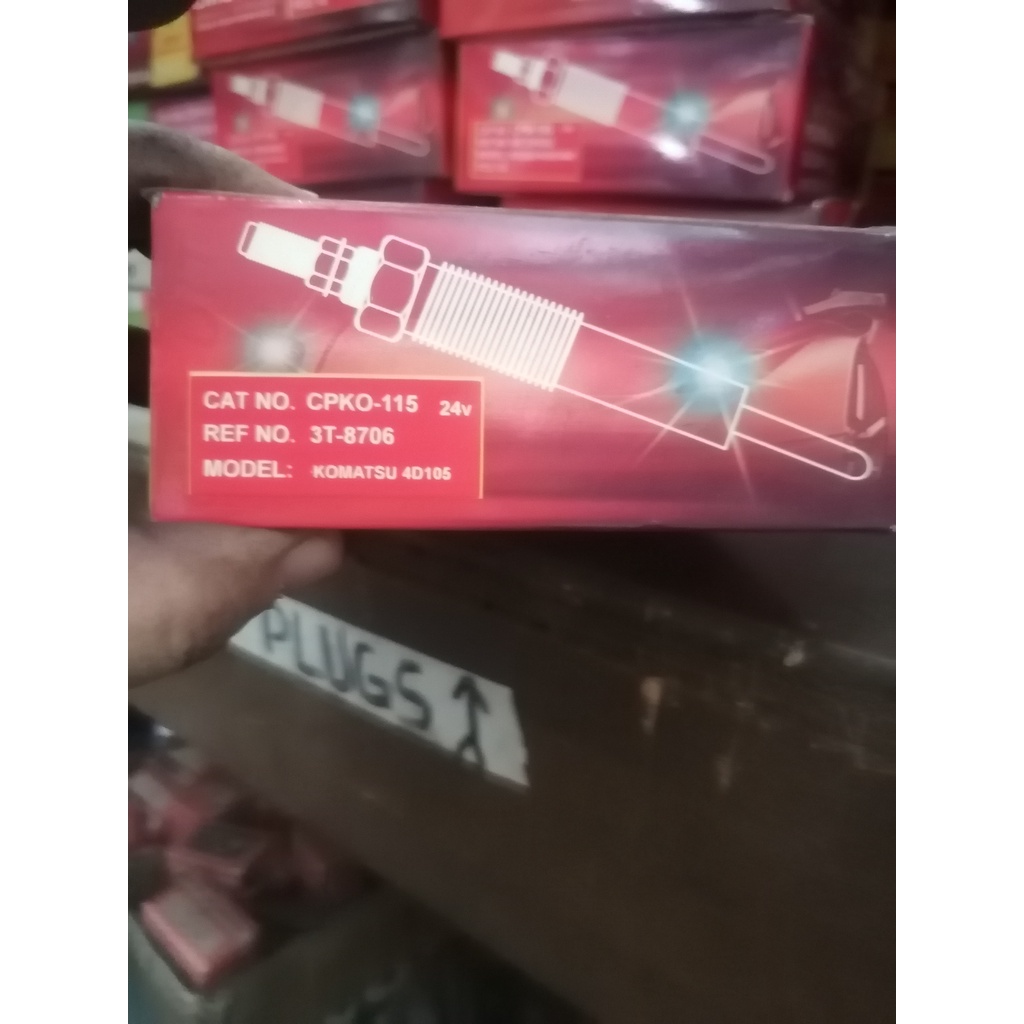 CAT NO. CPKO-115 24v
REF NO. 3T-8706
MODEL: KOMATSU 4D105
PLUGS